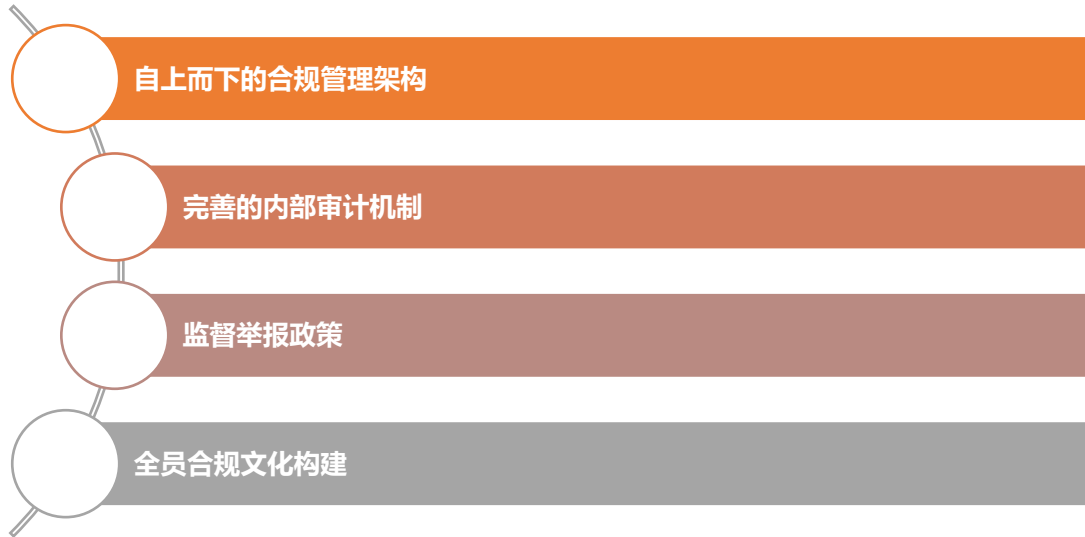 自上而下的合规管理架构
完善的内部审计机制
监督举报政策
全员合规文化构建